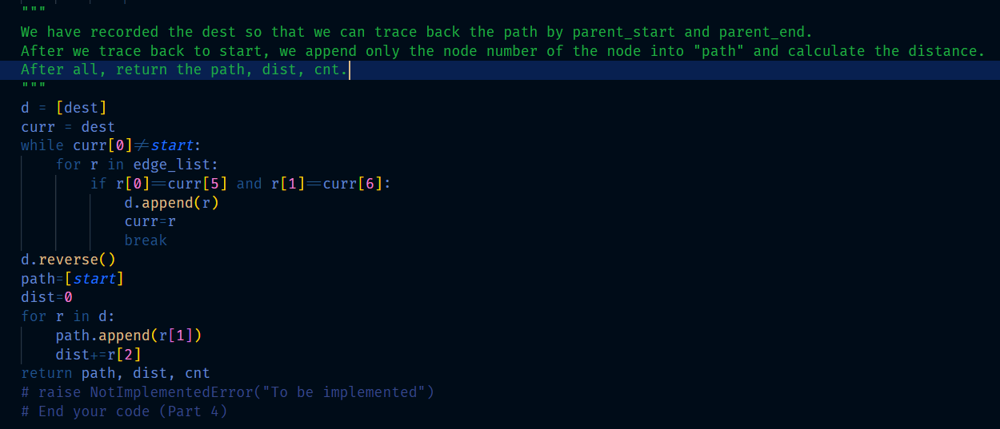 """
We have recorded the dest so that we can trace back the path by parent_start and parent_end.
After we trace back to start, we append only the node number of the node into "path" and calculate the distance.
After all, return the path, dist, cnt.
"""
d = [dest]
curr = dest
while curr[0]≠start:
    for r in edge_list:
        if r[0]==curr[5] and r[1]==curr[6]:
            d.append(r)
            curr=r
            break
d.reverse()
path=[start]
dist=0
for r in d:
    path.append(r[1])
    dist+=r[2]
return path, dist, cnt
# raise NotImplementedError("To be implemented")
# End your code (Part 4)